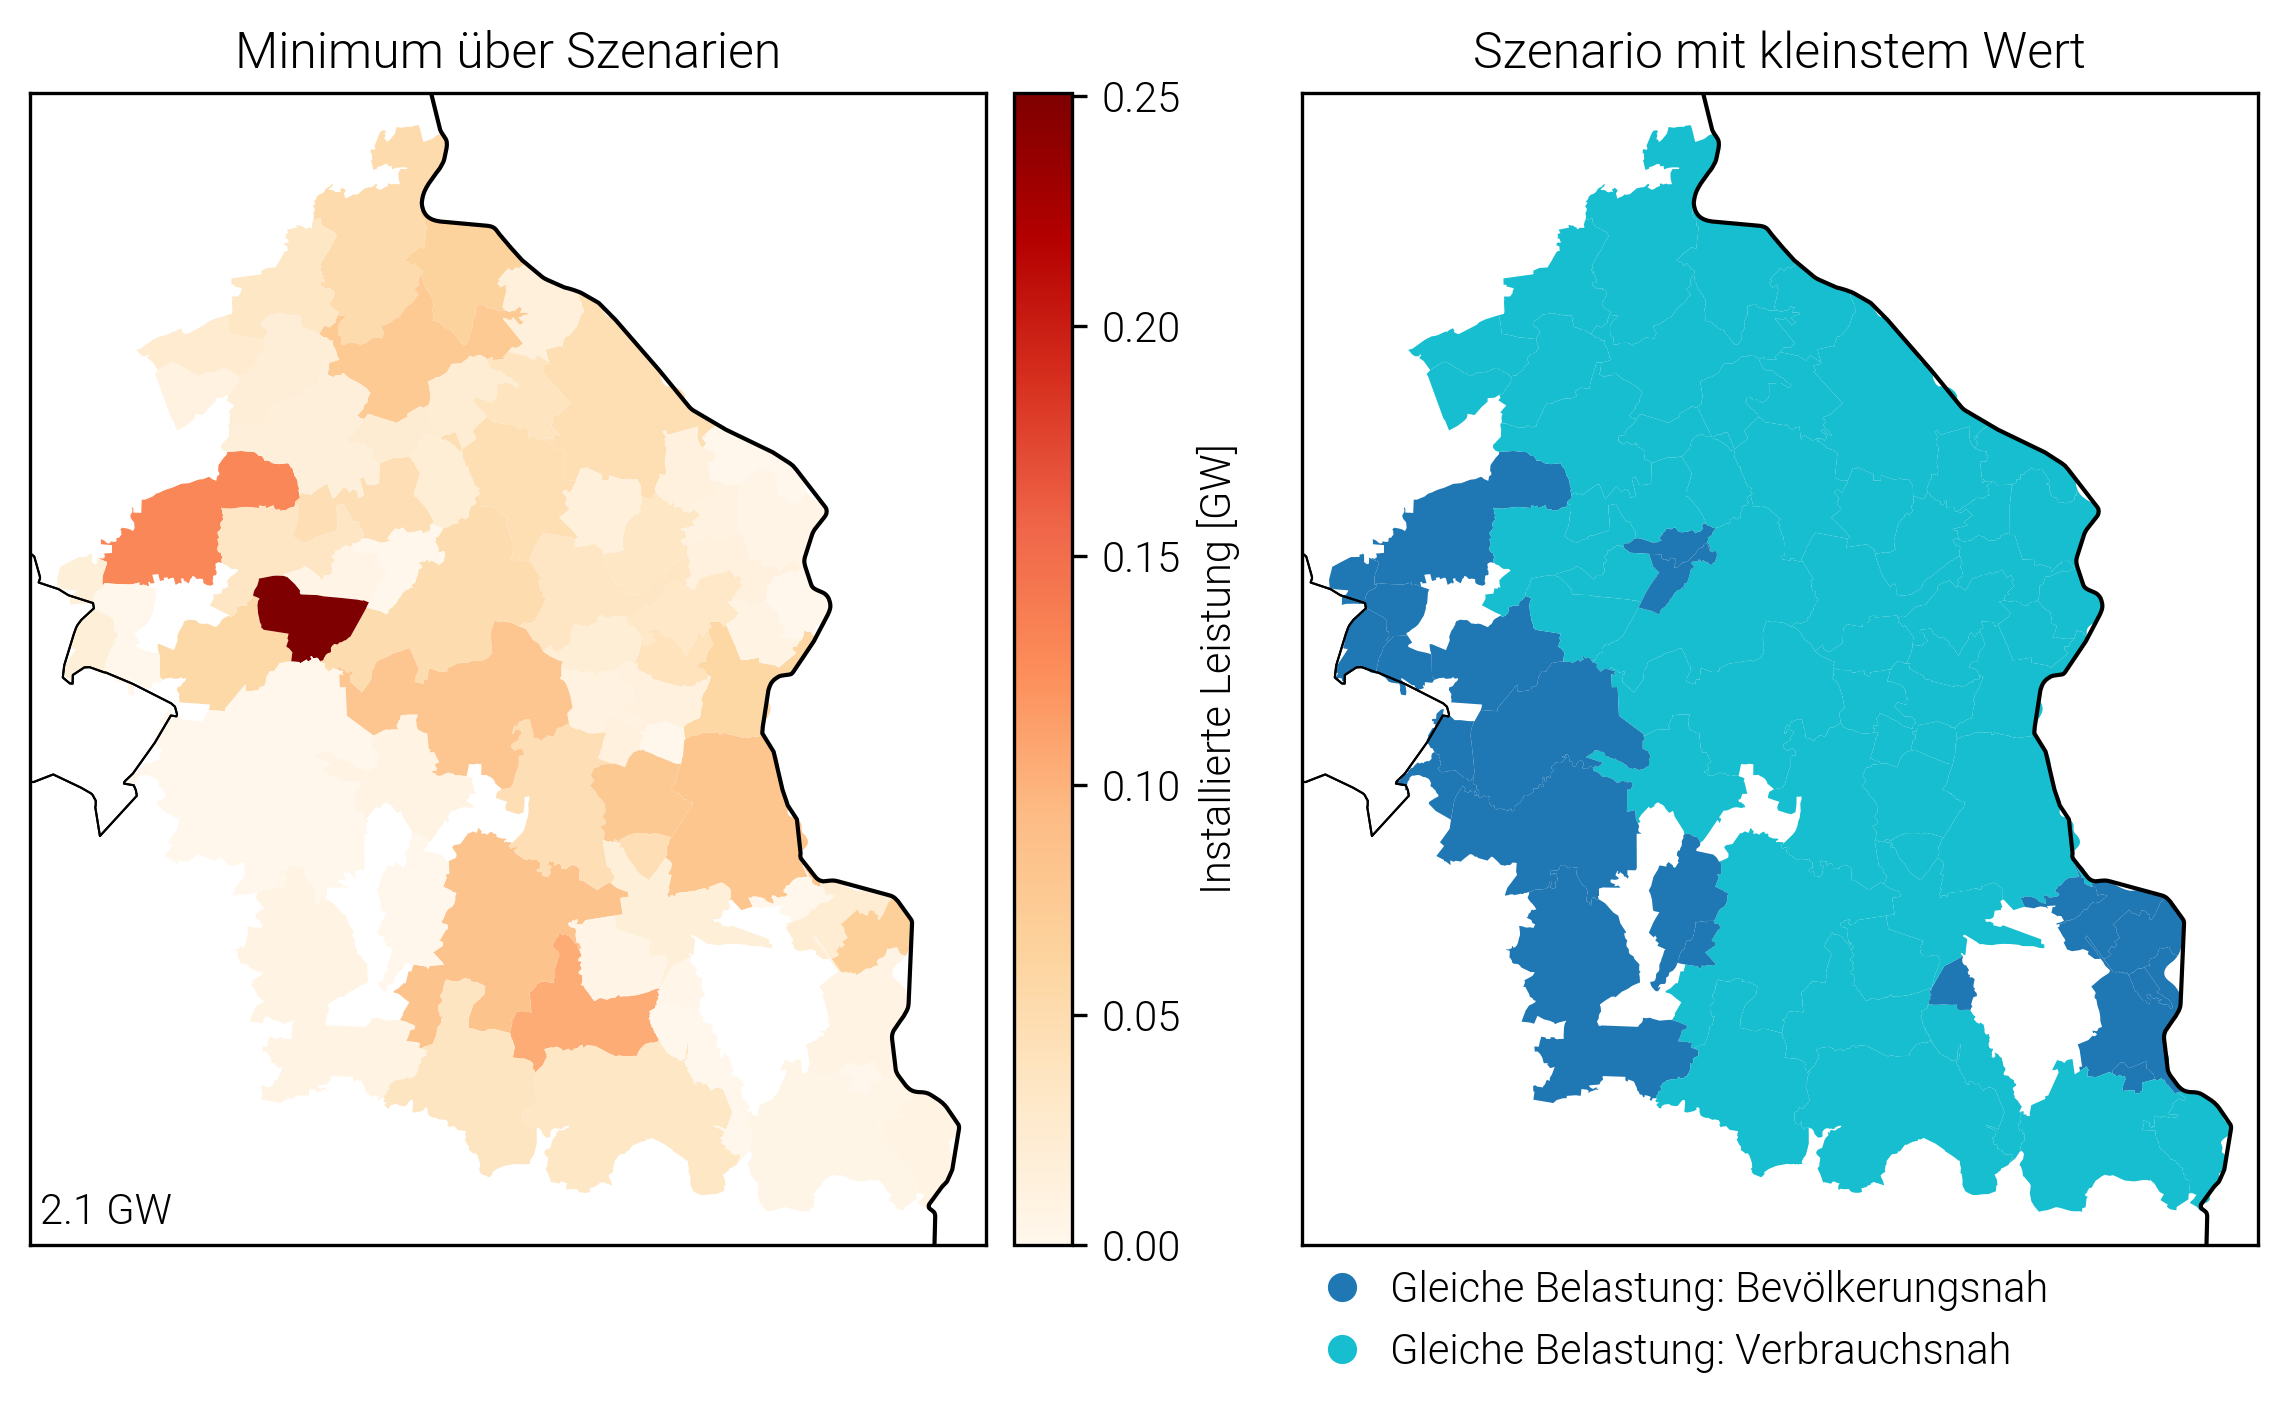 Minimum über Szenarien
Szenario mit kleinstem Wert
0.25
0.20
0.15
0.10
0.05
0.00
Installierte Leistung [GW]
2.1 GW
Gleiche Belastung: Bevölkerungsnah
Gleiche Belastung: Verbrauchsnah